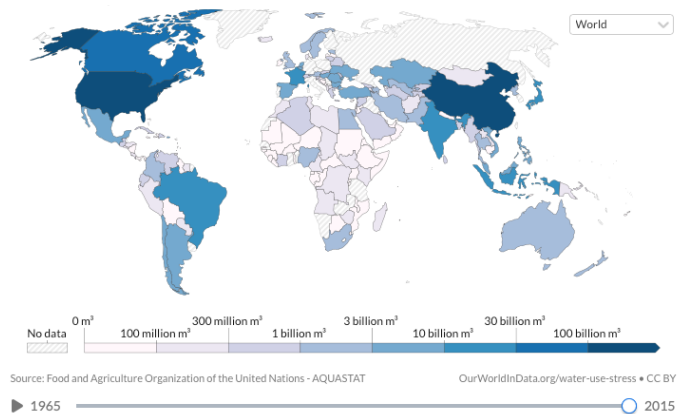 World
0 m³ 300 million m³ 3 billion m³ 30 billion m³
No data 100 million m³ 1 billion m³ 10 billion m³ 100 billion m³
Source: Food and Agriculture Organization of the United Nations - AQUASTAT OurWorldInData.org/water-use-stress • CC BY
1965 2015